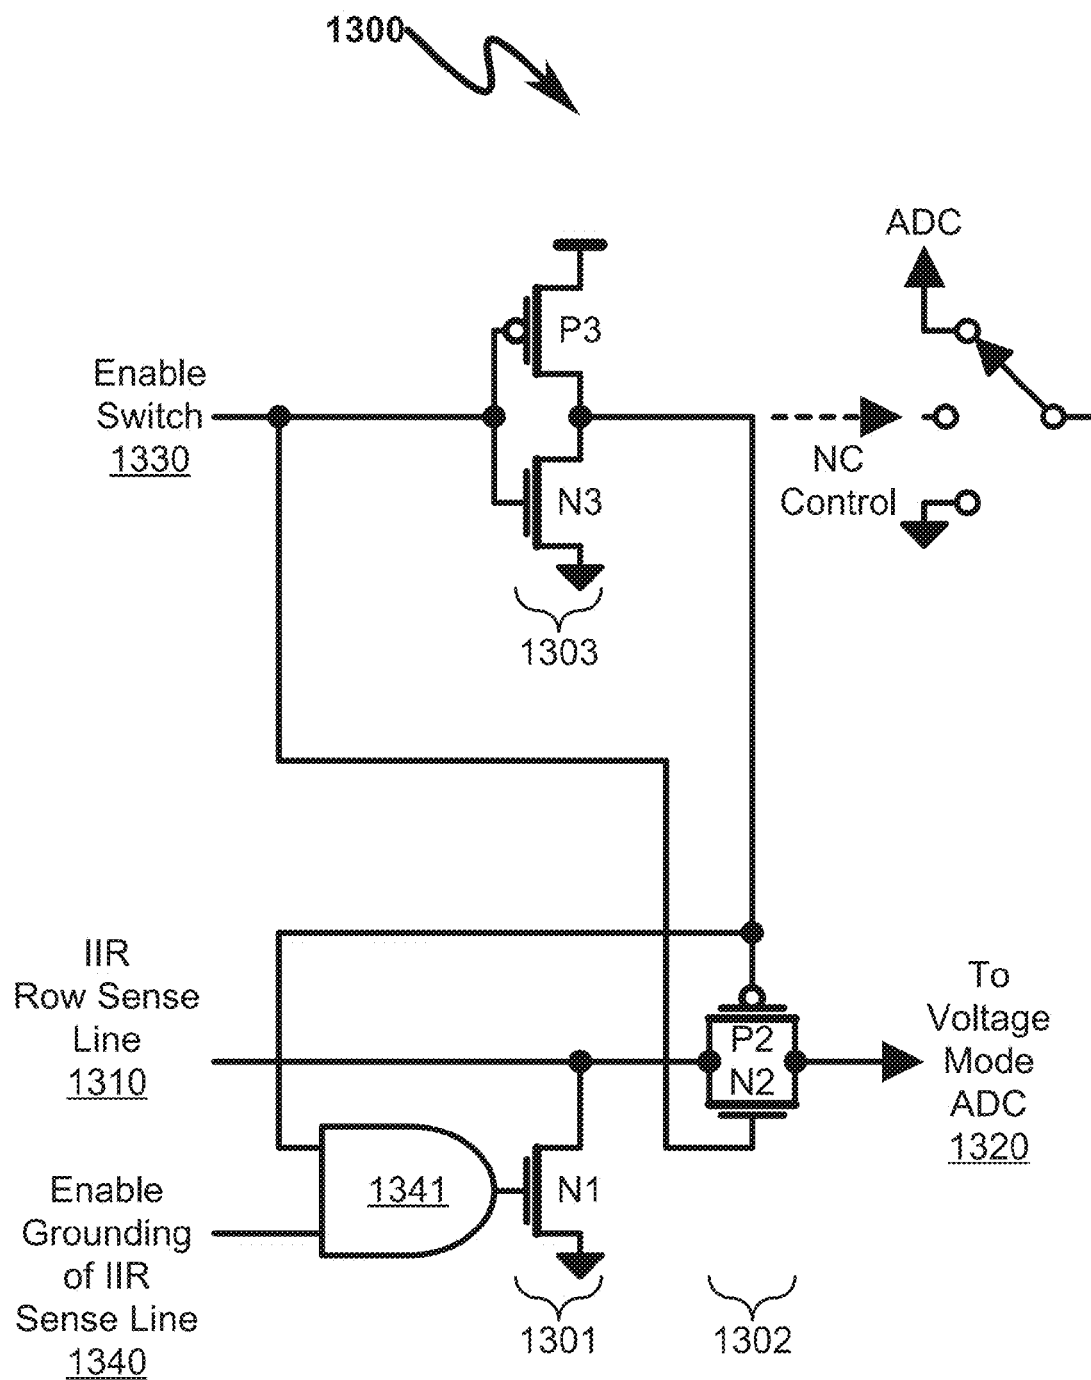 1300
ADC
P3
Enable
Switch
1330
NC
Control
N3
1303
IIR
Row Sense
Line
1310
P2
N2
To
Voltage
Mode
ADC
1320
1341
N1
Enable
Grounding
of IIR
Sense Line
1340
1301
1302